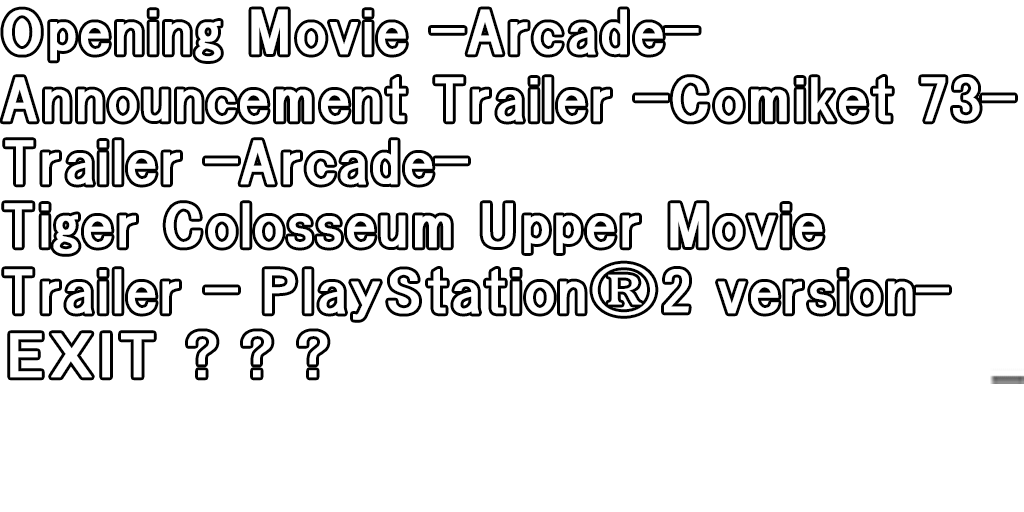 Opening Movie －Arcade－
Announcement Trailer －Comiket 73－
Trailer －Arcade－
Tiger Colosseum Upper Movie
Trailer － PlayStation®2 version－
EXIT ？？？